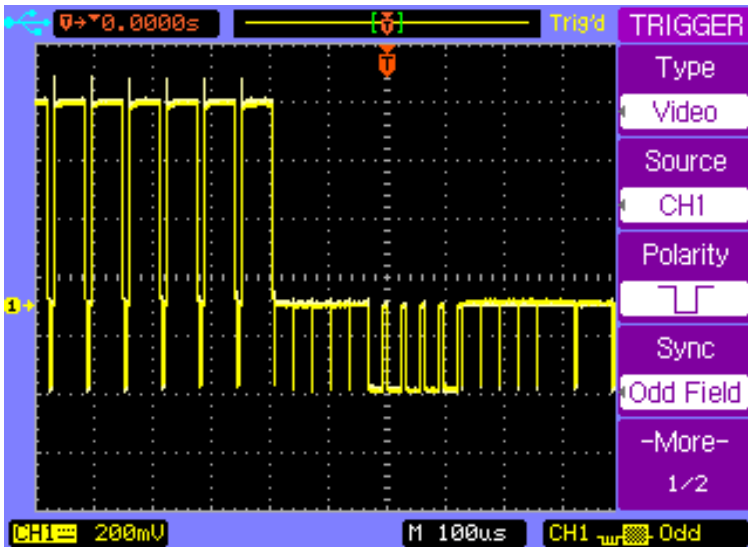 0.0000s
Trig'd
TRIGGER
Type
Video
Source
CH1
Polarity
Sync
Odd Field
-More-
1/2
T
T
1
CH1 200mV
M 100us
CH1 Odd